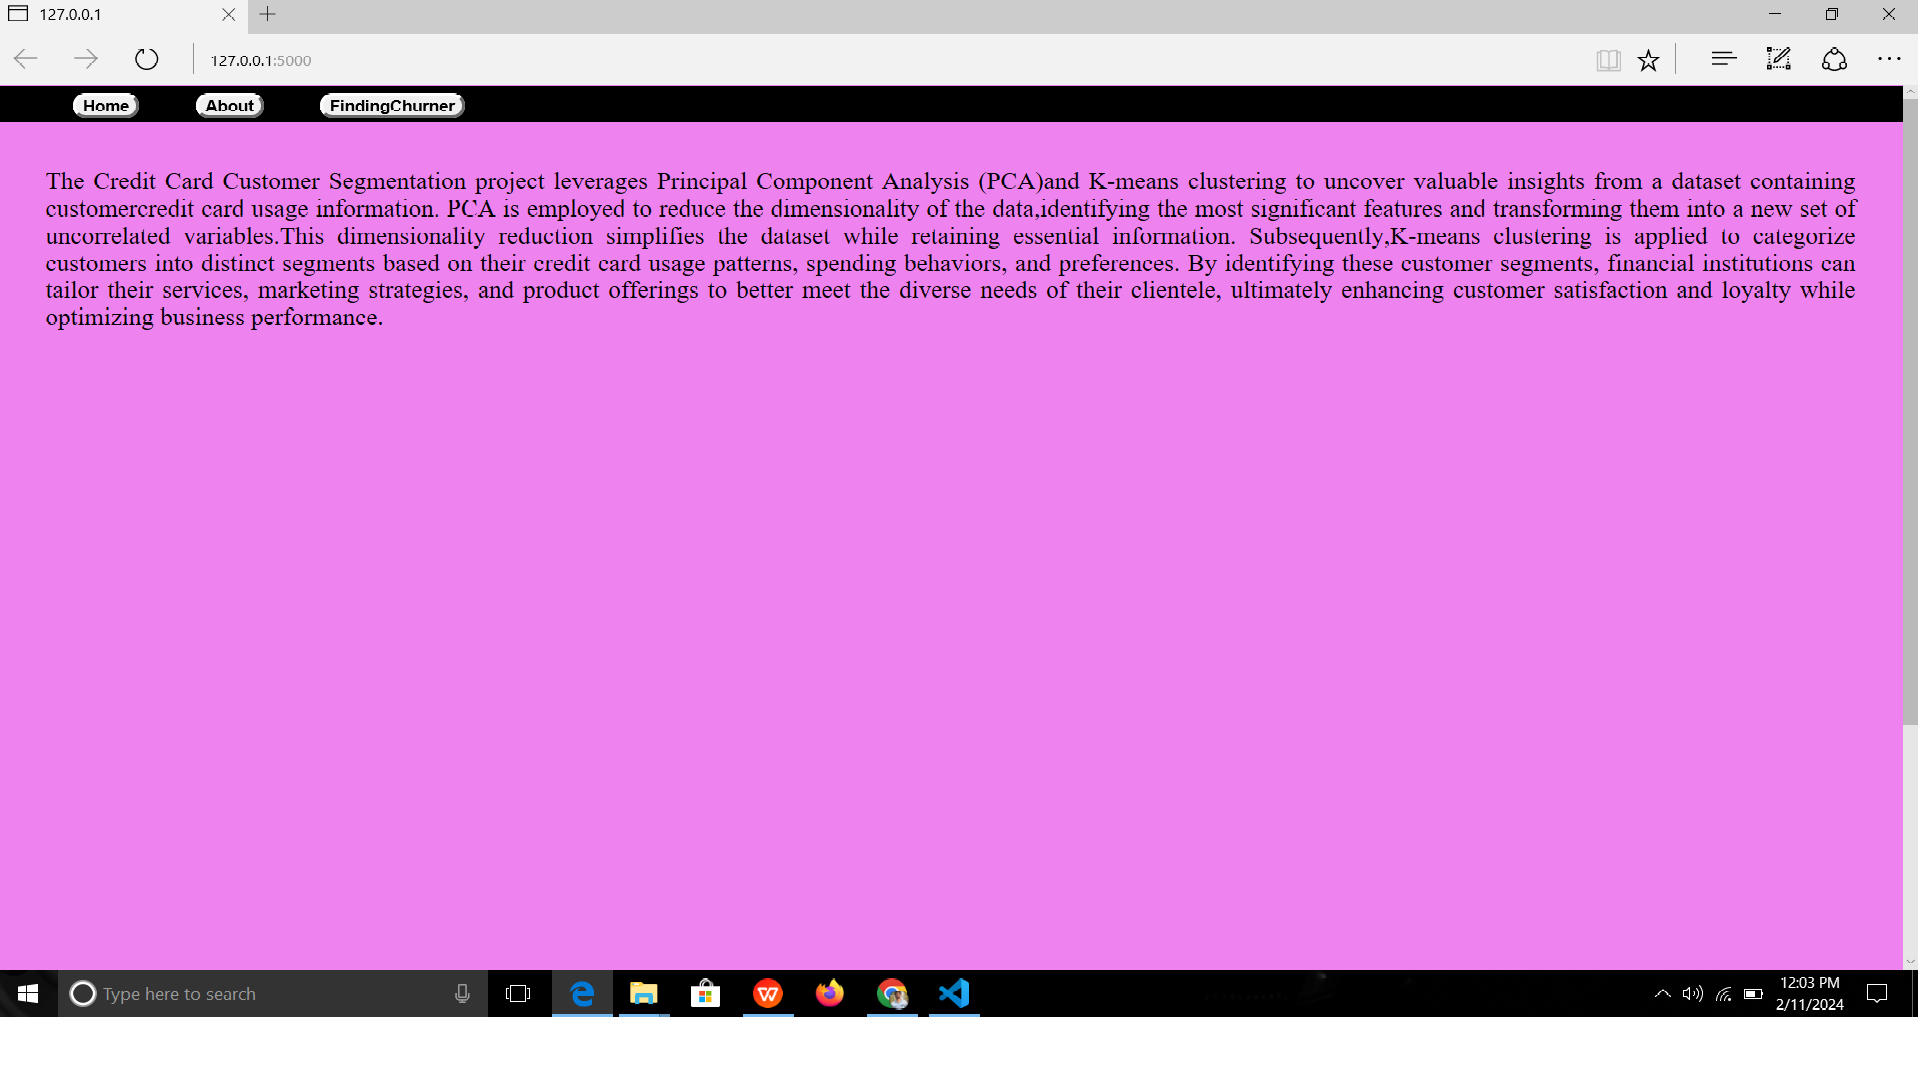 127.0.0.1
127.0.0.1:5000
Home About FindingChurner
The Credit Card Customer Segmentation project leverages Principal Component Analysis (PCA)and K-means clustering to uncover valuable insights from a dataset containing
customercredit card usage information. PCA is employed to reduce the dimensionality of the data,identifying the most significant features and transforming them into a new set of
uncorrelated variables.This dimensionality reduction simplifies the dataset while retaining essential information. Subsequently,K-means clustering is applied to categorize
customers into distinct segments based on their credit card usage patterns, spending behaviors, and preferences. By identifying these customer segments, financial institutions can
tailor their services, marketing strategies, and product offerings to better meet the diverse needs of their clientele, ultimately enhancing customer satisfaction and loyalty while
optimizing business performance.
Type here to search
12:03 PM
2/11/2024